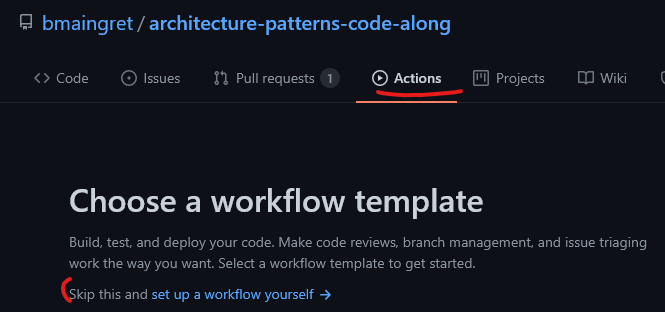 bmaingret / architecture-patterns-code-along
Code Issues Pull requests 1 Actions Projects Wiki
Choose a workflow template
Build, test, and deploy your code. Make code reviews, branch management, and issue triaging
work the way you want. Select a workflow template to get started.
Skip this and set up a workflow yourself →